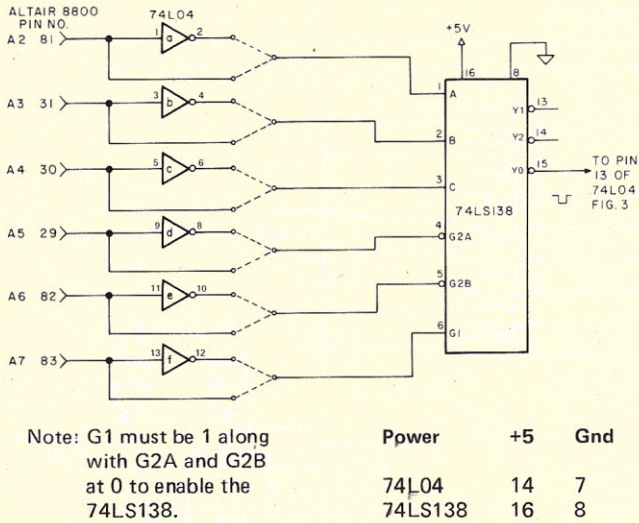 ALTAIR 8800
PIN NO.
74L04
A2 81
1 a 2
A3 31
3 b 4
A4 30
5 c 6
A5 29
9 d 8
A6 82
11 e 10
A7 83
13 f 12
+5V
16 8
1 A
2 B
3 C
74LS138
4 G2A
5 G2B
6 G1
Y1 13
Y2 14
Y0 15
TO PIN
13 OF
74L04
FIG. 3
Note: G1 must be 1 along
with G2A and G2B
at 0 to enable the
74LS138.
Power +5 Gnd
74L04 14 7
74LS138 16 8